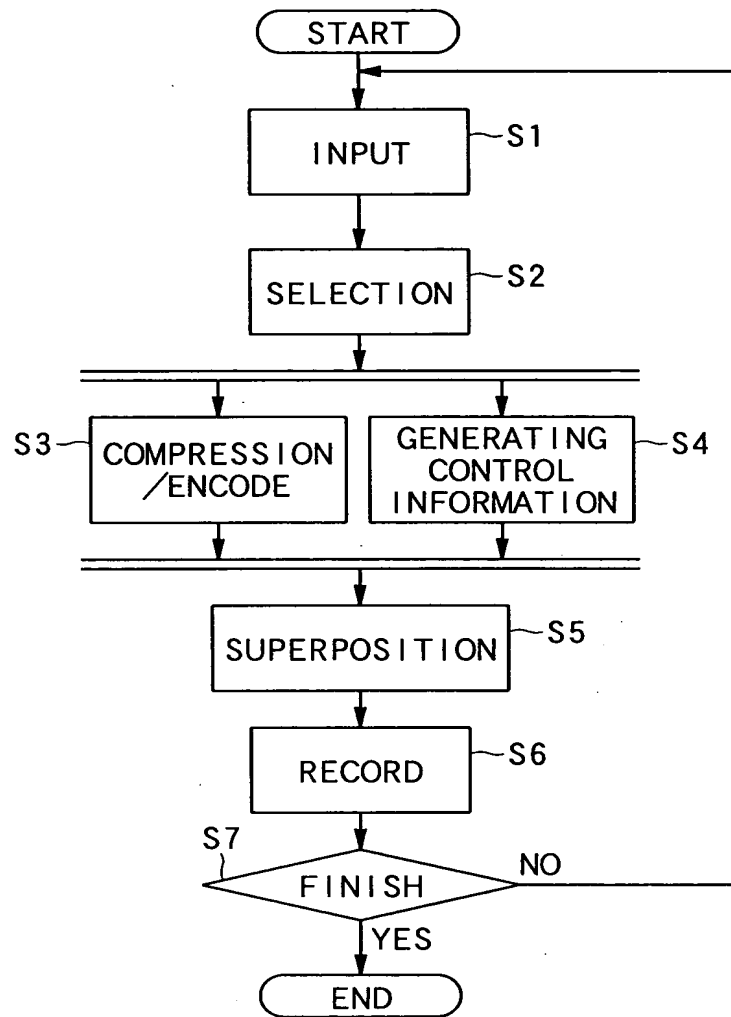 START
INPUT
S1
SELECTION
S2
S3
COMPRESSION
/ENCODE
GENERATING
CONTROL
INFORMATION
S4
SUPERPOSITION
S5
RECORD
S6
S7
FINISH
NO
YES
END